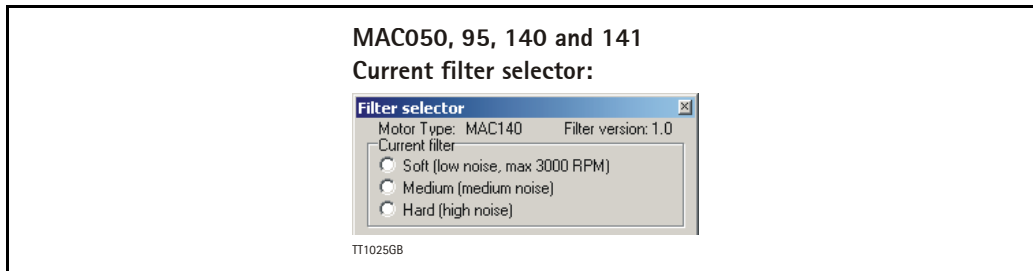 MAC050, 95, 140 and 141
Current filter selector:
Filter selector
Motor Type: MAC140 Filter version: 1.0
Current filter
Soft (low noise, max 3000 RPM)
Medium (medium noise)
Hard (high noise)
TT1025GB